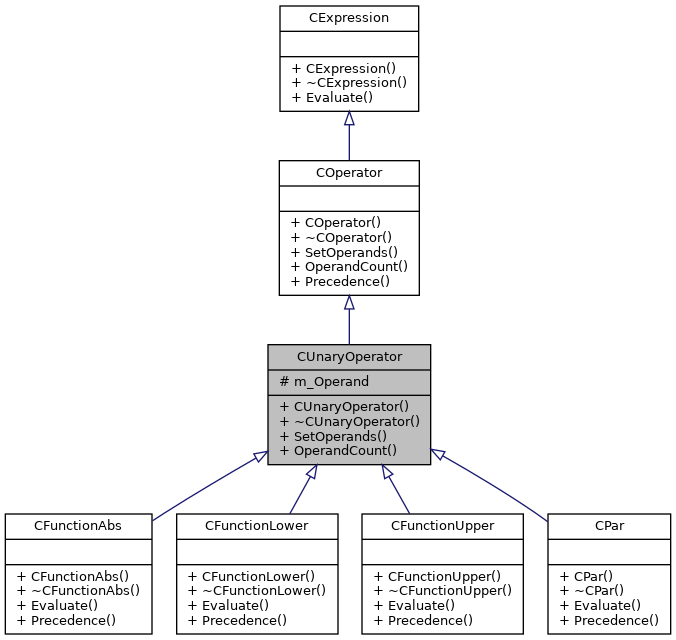 CExpression
+ CExpression()
+ ~CExpression()
+ Evaluate()
COperator
+ COperator()
+ ~COperator()
+ SetOperands()
+ OperandCount()
+ Precedence()
CUnaryOperator
# m_Operand
+ CUnaryOperator()
+ ~CUnaryOperator()
+ SetOperands()
+ OperandCount()
CFunctionAbs
+ CFunctionAbs()
+ ~CFunctionAbs()
+ Evaluate()
+ Precedence()
CFunctionLower
+ CFunctionLower()
+ ~CFunctionLower()
+ Evaluate()
+ Precedence()
CFunctionUpper
+ CFunctionUpper()
+ ~CFunctionUpper()
+ Evaluate()
+ Precedence()
CPar
+ CPar()
+ ~CPar()
+ Evaluate()
+ Precedence()